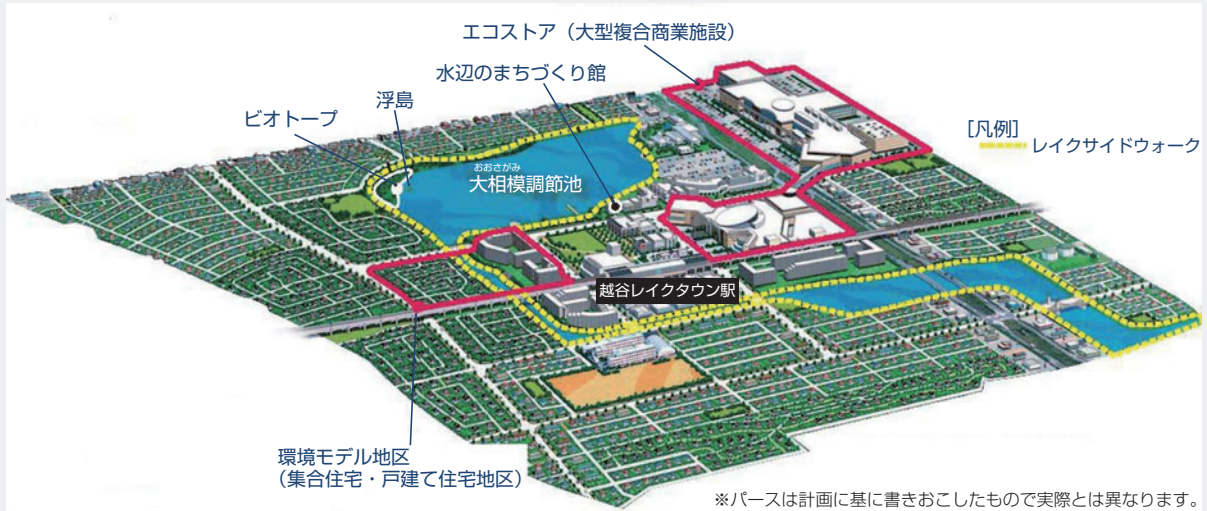 エコストア（大型複合商業施設）
水辺のまちづくり館
浮島
ビオトープ
[凡例]
レイクサイドウォーク
おおさがみ
大相模調節池
越谷レイクタウン駅
環境モデル地区
（集合住宅・戸建て住宅地区）
※パースは計画に基に書きおこしたもので実際とは異なります。